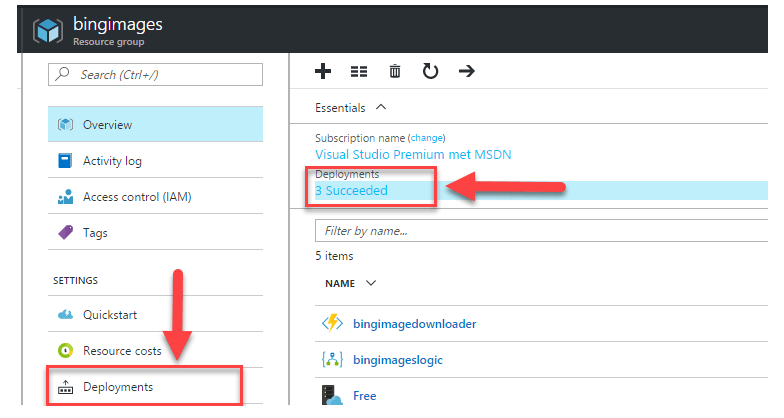 bingimages
Resource group
Search (Ctrl+/)
Overview
Activity log
Access control (IAM)
Tags
SETTINGS
Quickstart
Resource costs
Deployments
Essentials
Subscription name (change)
Visual Studio Premium met MSDN
Deployments
3 Succeeded
Filter by name...
5 items
NAME
bingimagedownloader
bingimageslogic
Free